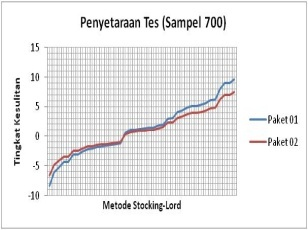 Penyetaraan Tes (Sampel 700)
Tingkat Kesulitan
15
10
5
0
-5
-10
Paket 01
Paket 02
Metode Stocking-Lord